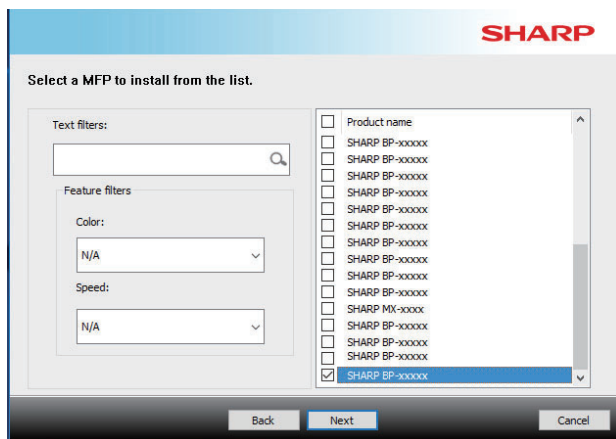 SHARP
Select a MFP to install from the list.
Text filters:
Feature filters
Color:
N/A
Speed:
N/A
Product name
SHARP BP-xxxxx
SHARP BP-xxxxx
SHARP BP-xxxxx
SHARP BP-xxxxx
SHARP BP-xxxxx
SHARP BP-xxxxx
SHARP BP-xxxxx
SHARP BP-xxxxx
SHARP BP-xxxxx
SHARP BP-xxxxx
SHARP MX-xxxx
SHARP BP-xxxxx
SHARP BP-xxxxx
SHARP BP-xxxxx
SHARP BP-xxxxx
Back
Next
Cancel